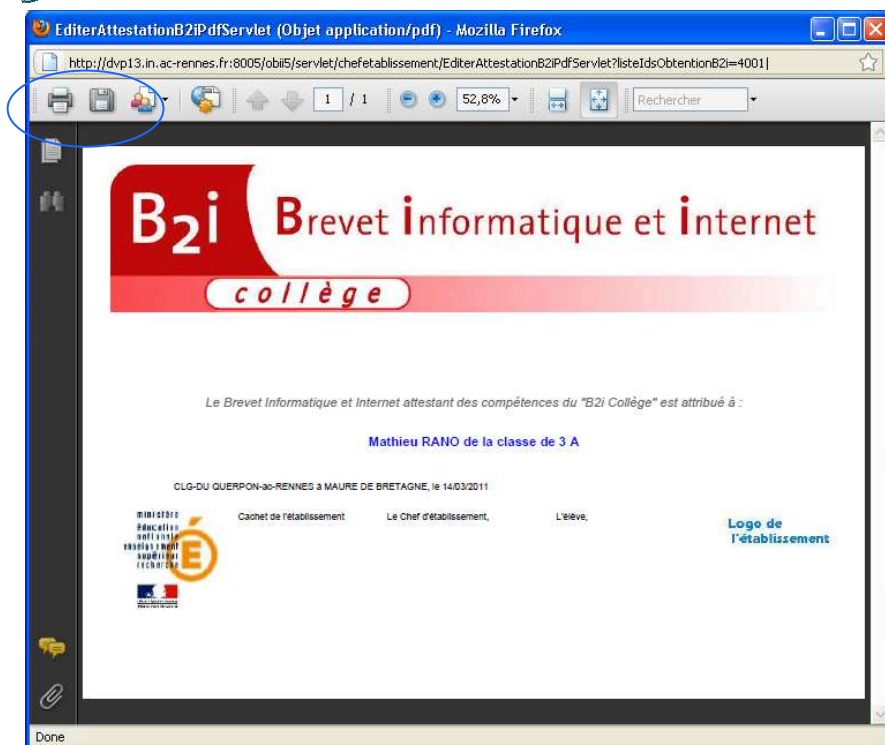 EditerAttestationB2iPdfServlet (Objet application/pdf) - Mozilla Firefox
http://dvp13.in.ac-rennes.fr:8005/obii5/servlet/chefetablissement/EditerAttestationB2iPdfServlet?listeIdsObtentionB2i=4001|
1 / 1 52,8% Rechercher
B2i Brevet informatique et internet
collège
Le Brevet Informatique et Internet attestant des compétences du "B2i Collège" est attribué à :
Mathieu RANO de la classe de 3 A
CLG-DU QUERPON-ac-RENNES à MAURE DE BRETAGNE, le 14/03/2011
Cachet de l'établissement Le Chef d'établissement, L'élève,
ministère
éducation
nationale
enseignement
supérieur
recherche
Logo de
l'établissement
Done